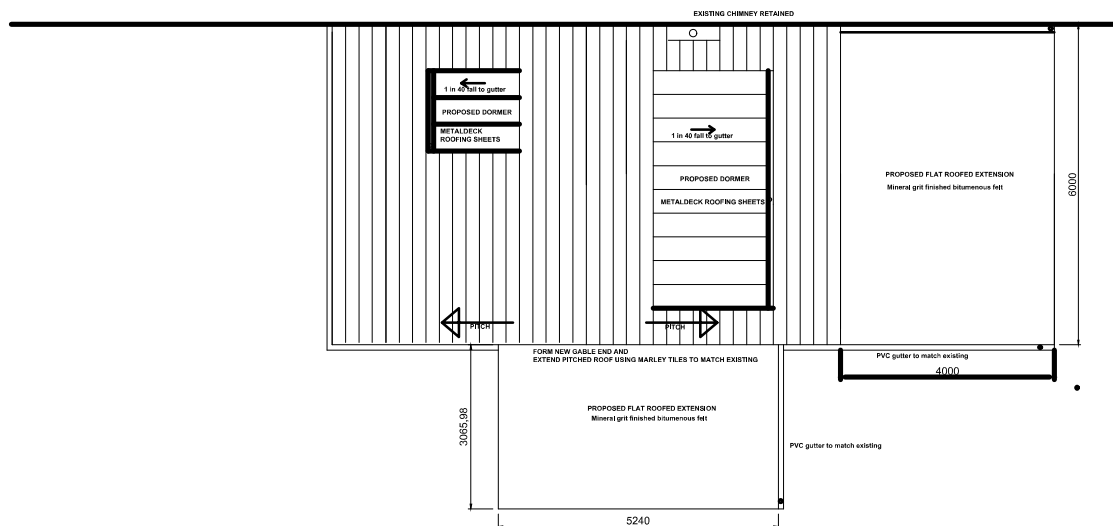 EXISTING CHIMNEY RETAINED
1 in 40 fall to gutter
PROPOSED DORMER
METALDECK
ROOFING SHEETS
1 in 40 fall to gutter
PROPOSED DORMER
METALDECK ROOFING SHEETS
PROPOSED FLAT ROOFED EXTENSION
Mineral grit finished bitumenous felt
6000
PITCH
PITCH
FORM NEW GABLE END AND
EXTEND PITCHED ROOF USING MARLEY TILES TO MATCH EXISTING
PVC gutter to match existing
4000
PROPOSED FLAT ROOFED EXTENSION
Mineral grit finished bitumenous felt
3065,98
PVC gutter to match existing
5240